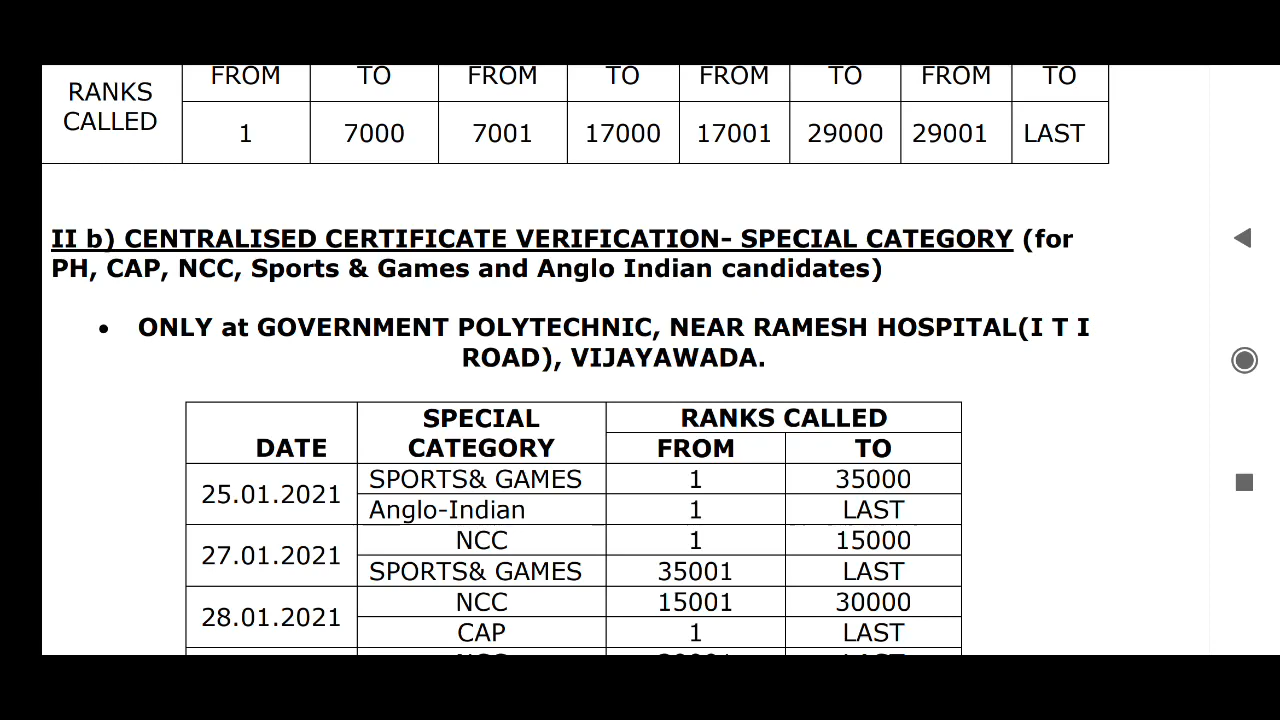 RANKS CALLED FROM TO FROM TO FROM TO FROM TO
1 7000 7001 17000 17001 29000 29001 LAST
II b) CENTRALISED CERTIFICATE VERIFICATION- SPECIAL CATEGORY (for
PH, CAP, NCC, Sports & Games and Anglo Indian candidates)
• ONLY at GOVERNMENT POLYTECHNIC, NEAR RAMESH HOSPITAL(I T I
ROAD), VIJAYAWADA.
DATE SPECIAL CATEGORY RANKS CALLED
FROM TO
25.01.2021 SPORTS& GAMES 1 35000
Anglo-Indian 1 LAST
27.01.2021 NCC 1 15000
SPORTS& GAMES 35001 LAST
28.01.2021 NCC 15001 30000
CAP 1 LAST